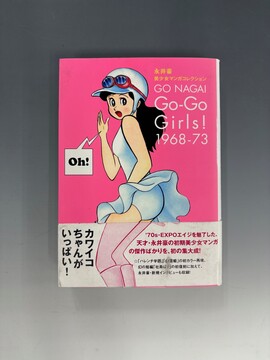 永井豪
美少女マンガコレクション
GO NAGAI
Go-Go
Girls!
1968-73
Oh!
カワイコ
ちゃんが
いっぱい!
'70s-EXPOエイジを魅了した、
天才・永井豪の初期美少女マンガ
の傑作ばかりを、初の集大成!